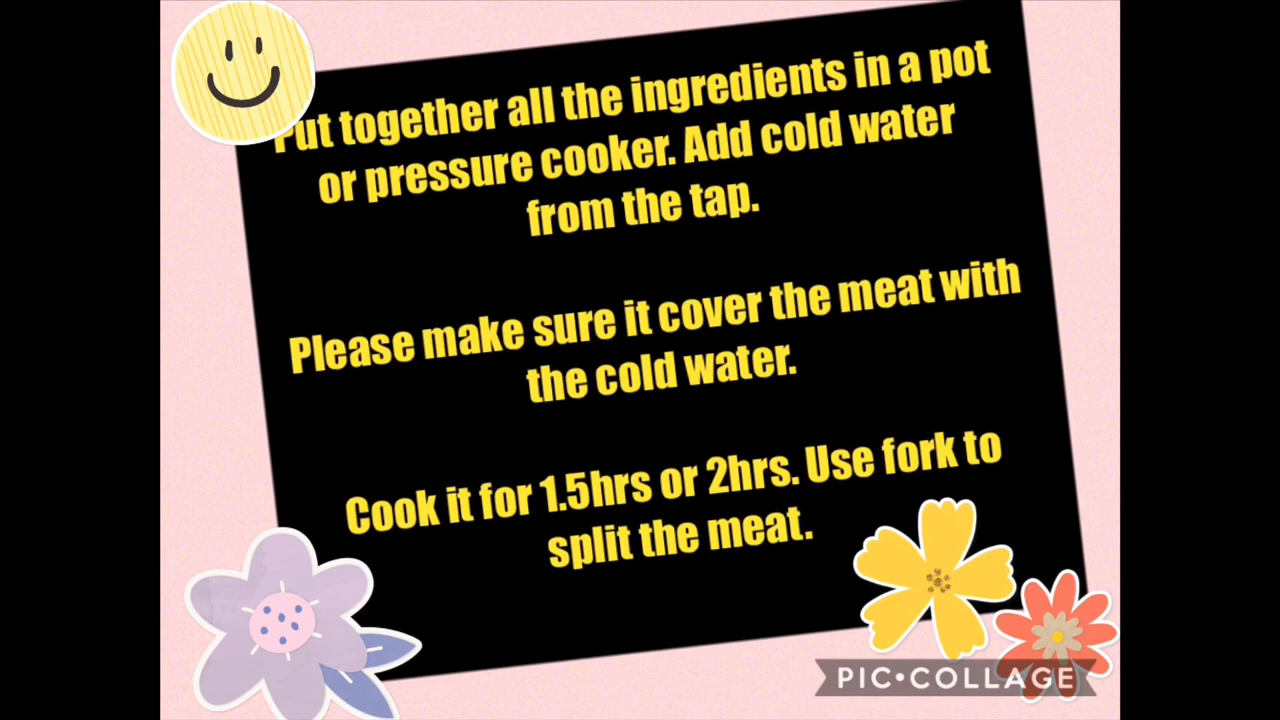 Put together all the ingredients in a pot
or pressure cooker. Add cold water
from the tap.
Please make sure it cover the meat with
the cold water.
Cook it for 1.5hrs or 2hrs. Use fork to
split the meat.
PIC•COLLAGE